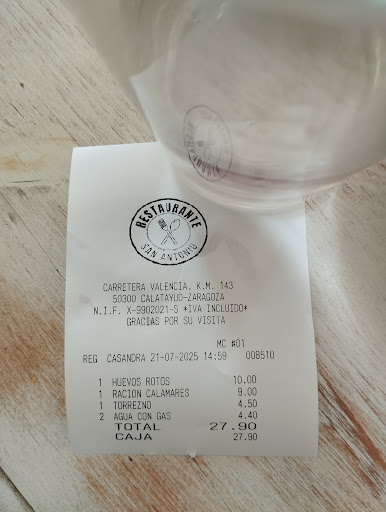 RESTAURANTE
SAN ANTONIO
CARRETERA VALENCIA, K.M. 143
50300 CALATAYUD-ZARAGOZA
N.I.F. X-9902021-S *IVA INCLUIDO*
GRACIAS POR SU VISITA
MC #01
REG CASANDRA 21-07-2025 14:59 008510
1 HUEVOS ROTOS 10.00
1 RACION CALAMARES 9.00
1 TORREZNO 4.50
2 AGUA CON GAS 4.40
TOTAL 27.90
CAJA 27.90